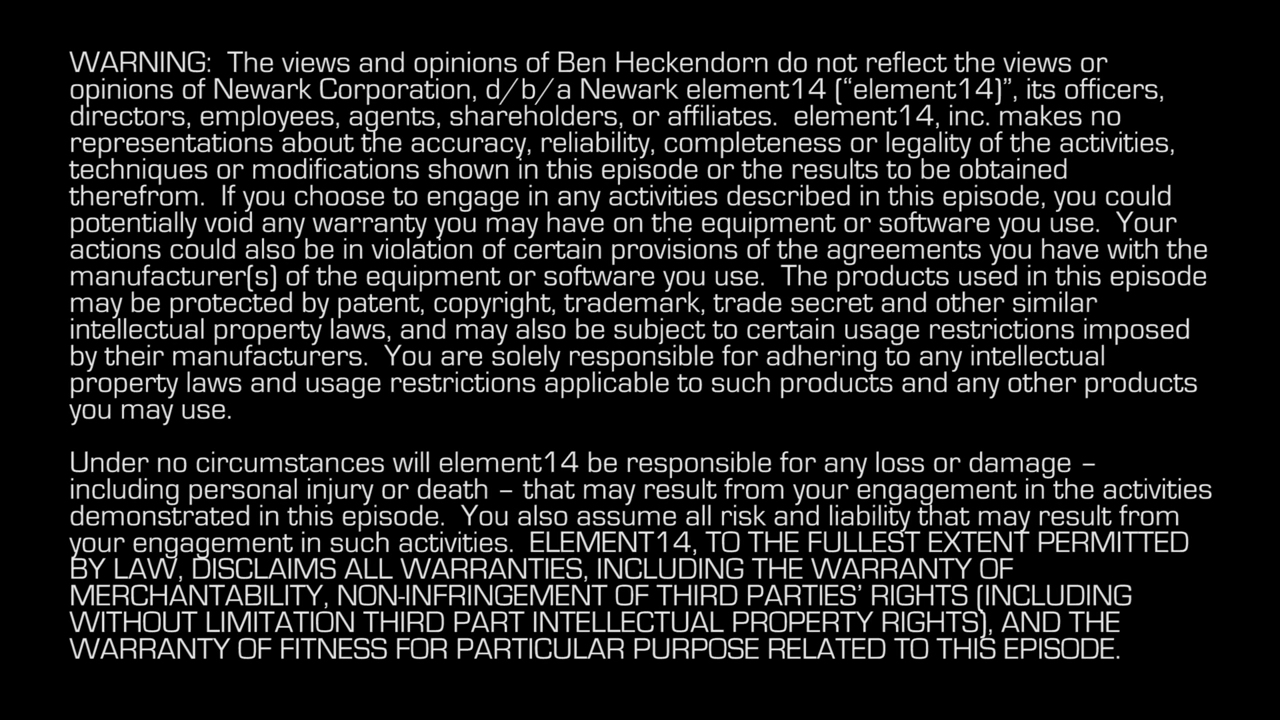 WARNING:  The views and opinions of Ben Heckendorn do not reflect the views or
opinions of Newark Corporation, d/b/a Newark element14 (“element14)”, its officers,
directors, employees, agents, shareholders, or affiliates.  element14, inc. makes no
representations about the accuracy, reliability, completeness or legality of the activities,
techniques or modifications shown in this episode or the results to be obtained
therefrom.  If you choose to engage in any activities described in this episode, you could
potentially void any warranty you may have on the equipment or software you use.  Your
actions could also be in violation of certain provisions of the agreements you have with the
manufacturer(s) of the equipment or software you use.  The products used in this episode
may be protected by patent, copyright, trademark, trade secret and other similar
intellectual property laws, and may also be subject to certain usage restrictions imposed
by their manufacturers.  You are solely responsible for adhering to any intellectual
property laws and usage restrictions applicable to such products and any other products
you may use.

Under no circumstances will element14 be responsible for any loss or damage –
including personal injury or death – that may result from your engagement in the activities
demonstrated in this episode.  You also assume all risk and liability that may result from
your engagement in such activities.  ELEMENT14, TO THE FULLEST EXTENT PERMITTED
BY LAW, DISCLAIMS ALL WARRANTIES, INCLUDING THE WARRANTY OF
MERCHANTABILITY, NON-INFRINGEMENT OF THIRD PARTIES’ RIGHTS (INCLUDING
WITHOUT LIMITATION THIRD PART INTELLECTUAL PROPERTY RIGHTS), AND THE
WARRANTY OF FITNESS FOR PARTICULAR PURPOSE RELATED TO THIS EPISODE.